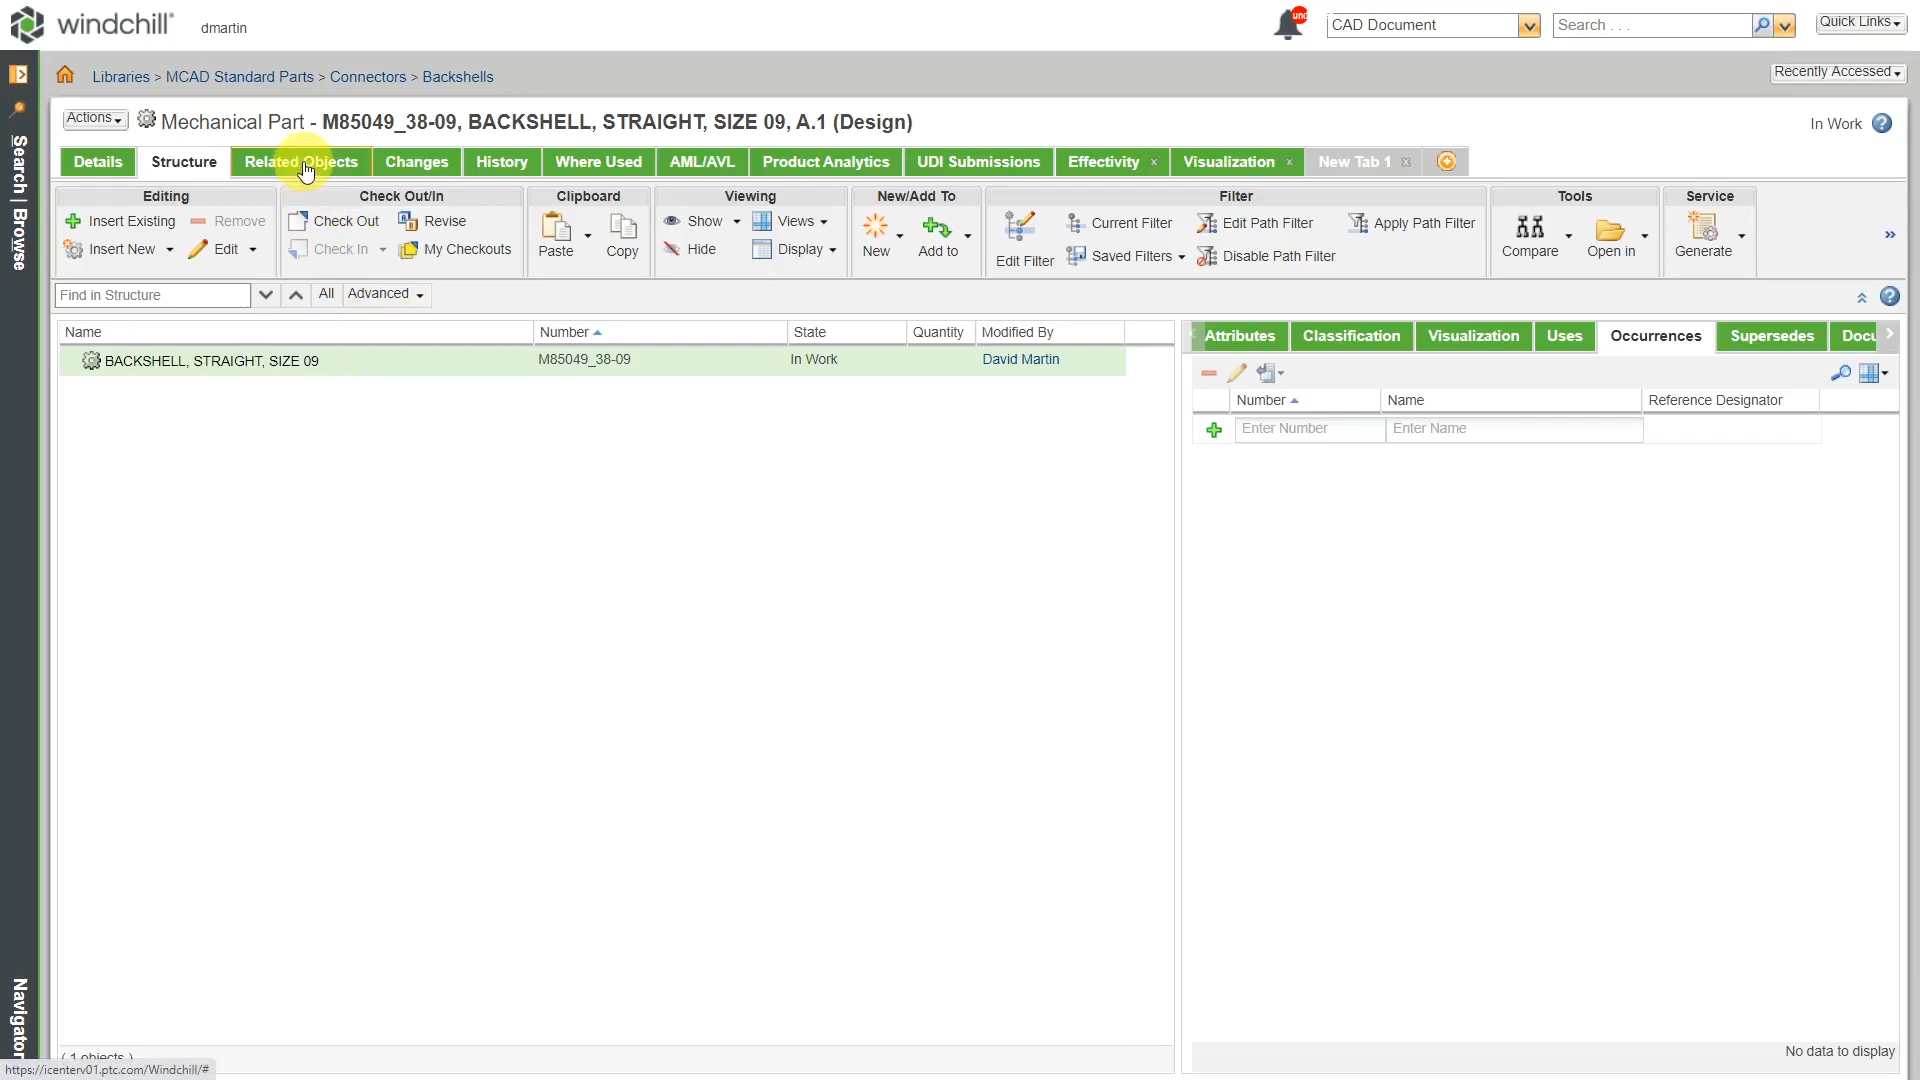 windchill®
dmartin
CAD Document
Search . . .
Quick Links
Libraries > MCAD Standard Parts > Connectors > Backshells
Recently Accessed
Actions
Mechanical Part - M85049_38-09, BACKSHELL, STRAIGHT, SIZE 09, A.1 (Design)
In Work
Details
Structure
Related Objects
Changes
History
Where Used
AML/AVL
Product Analytics
UDI Submissions
Effectivity
Visualization
New Tab 1
Search | Browse
Navigator
Editing
Insert Existing
Remove
Insert New
Edit
Check Out/In
Check Out
Revise
Check In
My Checkouts
Clipboard
Paste
Copy
Viewing
Show
Views
Hide
Display
New/Add To
New
Add to
Filter
Edit Filter
Current Filter
Edit Path Filter
Apply Path Filter
Saved Filters
Disable Path Filter
Tools
Compare
Open in
Service
Generate
Find in Structure
All
Advanced
Name
Number
State
Quantity
Modified By
BACKSHELL, STRAIGHT, SIZE 09
M85049_38-09
In Work
David Martin
( 1 objects )
Attributes
Classification
Visualization
Uses
Occurrences
Supersedes
Docu
Number
Name
Reference Designator
Enter Number
Enter Name
No data to display
https://icenterv01.ptc.com/Windchill/#